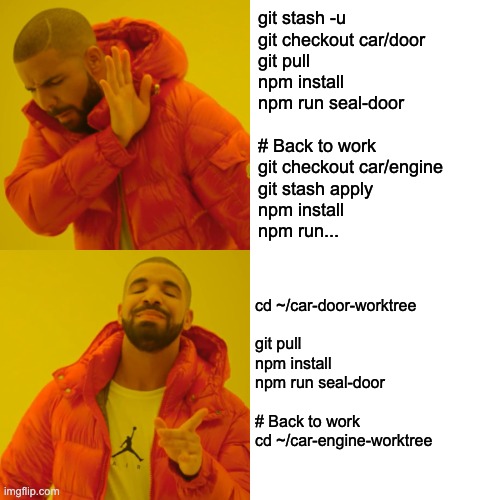 git stash -u
git checkout car/door
git pull
npm install
npm run seal-door
# Back to work
git checkout car/engine
git stash apply
npm install
npm run...
cd ~/car-door-worktree
git pull
npm install
npm run seal-door
# Back to work
cd ~/car-engine-worktree
AIR
imgflip.com